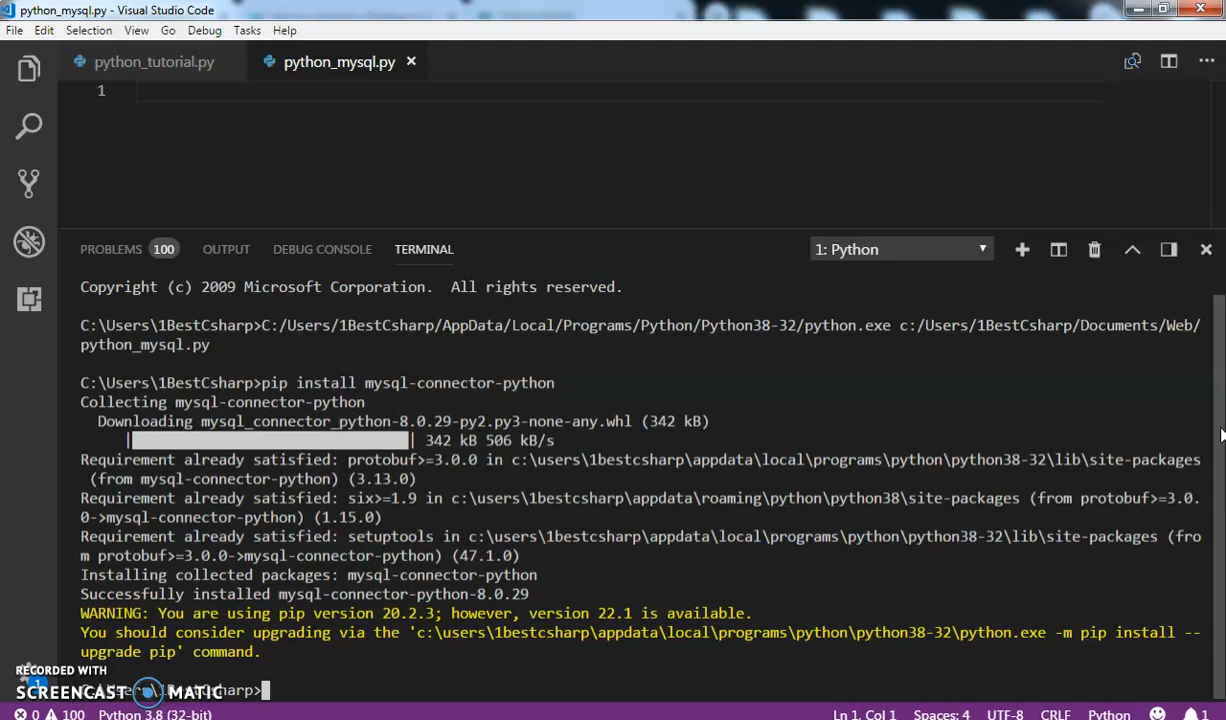 python_mysql.py - Visual Studio Code
File Edit Selection View Go Debug Tasks Help
python_tutorial.py python_mysql.py
1
PROBLEMS 100 OUTPUT DEBUG CONSOLE TERMINAL 1: Python
Copyright (c) 2009 Microsoft Corporation.  All rights reserved.
C:\Users\1BestCsharp>C:/Users/1BestCsharp/AppData/Local/Programs/Python/Python38-32/python.exe c:/Users/1BestCsharp/Documents/Web/
python_mysql.py
C:\Users\1BestCsharp>pip install mysql-connector-python
Collecting mysql-connector-python
Downloading mysql_connector_python-8.0.29-py2.py3-none-any.whl (342 kB)
| | 342 kB 506 kB/s
Requirement already satisfied: protobuf>=3.0.0 in c:\users\1bestcsharp\appdata\local\programs\python\python38-32\lib\site-packages
(from mysql-connector-python) (3.13.0)
Requirement already satisfied: six>=1.9 in c:\users\1bestcsharp\appdata\roaming\python\python38\site-packages (from protobuf>=3.0.
0->mysql-connector-python) (1.15.0)
Requirement already satisfied: setuptools in c:\users\1bestcsharp\appdata\local\programs\python\python38-32\lib\site-packages (fro
m protobuf>=3.0.0->mysql-connector-python) (47.1.0)
Installing collected packages: mysql-connector-python
Successfully installed mysql-connector-python-8.0.29
WARNING: You are using pip version 20.2.3; however, version 22.1 is available.
You should consider upgrading via the 'c:\users\1bestcsharp\appdata\local\programs\python\python38-32\python.exe -m pip install --
upgrade pip' command.
RECORDED WITH
C:\Users\1BestCsharp>
SCREENCAST MATIC
1
0 100 Python 3.8 (32-bit) Ln 1, Col 1 Spaces: 4 UTF-8 CRLF Python 1